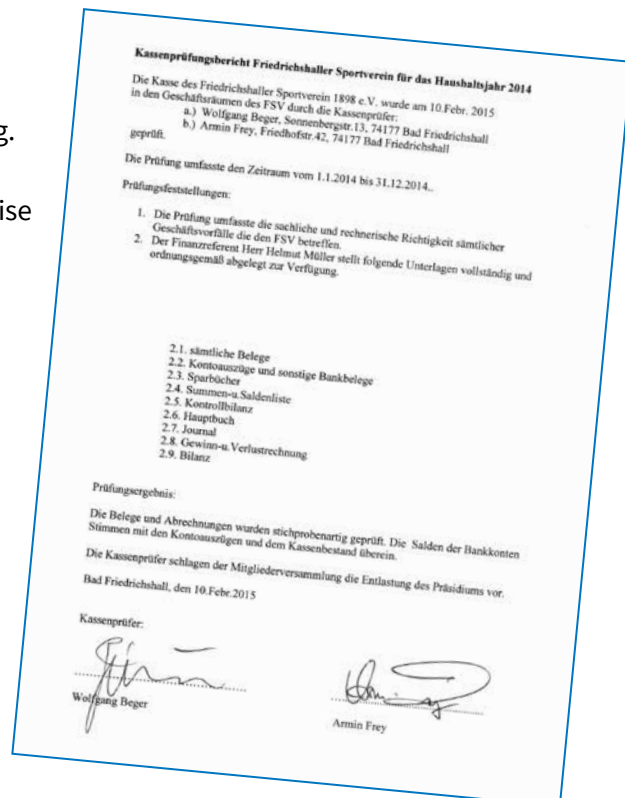 g.
ise
Kassenprüfungsbericht Friedrichshaller Sportverein für das Haushaltsjahr 2014
Die Kasse des Friedrichshaller Sportverein 1898 e.V. wurde am 10.Febr. 2015
in den Geschäftsräumen des FSV durch die Kassenprüfer:
a.) Wolfgang Beger, Sonnenbergstr.13, 74177 Bad Friedrichshall
b.) Armin Frey, Friedhofstr.42, 74177 Bad Friedrichshall
geprüft.
Die Prüfung umfasste den Zeitraum vom 1.1.2014 bis 31.12.2014..
Prüfungsfeststellungen:
1. Die Prüfung umfasste die sachliche und rechnerische Richtigkeit sämtlicher
Geschäftsvorfälle die den FSV betreffen.
2. Der Finanzreferent Herr Helmut Müller stellt folgende Unterlagen vollständig und
ordnungsgemäß abgelegt zur Verfügung.
2.1. sämtliche Belege
2.2. Kontoauszüge und sonstige Bankbelege
2.3. Sparbücher
2.4. Summen-u.Saldenliste
2.5. Kontrollbilanz
2.6. Hauptbuch
2.7. Journal
2.8. Gewinn-u.Verlustrechnung
2.9. Bilanz
Prüfungsergebnis:
Die Belege und Abrechnungen wurden stichprobenartig geprüft. Die Salden der Bankkonten
Stimmen mit den Kontoauszügen und dem Kassenbestand überein.
Die Kassenprüfer schlagen der Mitgliederversammlung die Entlastung des Präsidiums vor.
Bad Friedrichshall, den 10.Febr.2015
Kassenprüfer:
Wolfgang Beger
Armin Frey